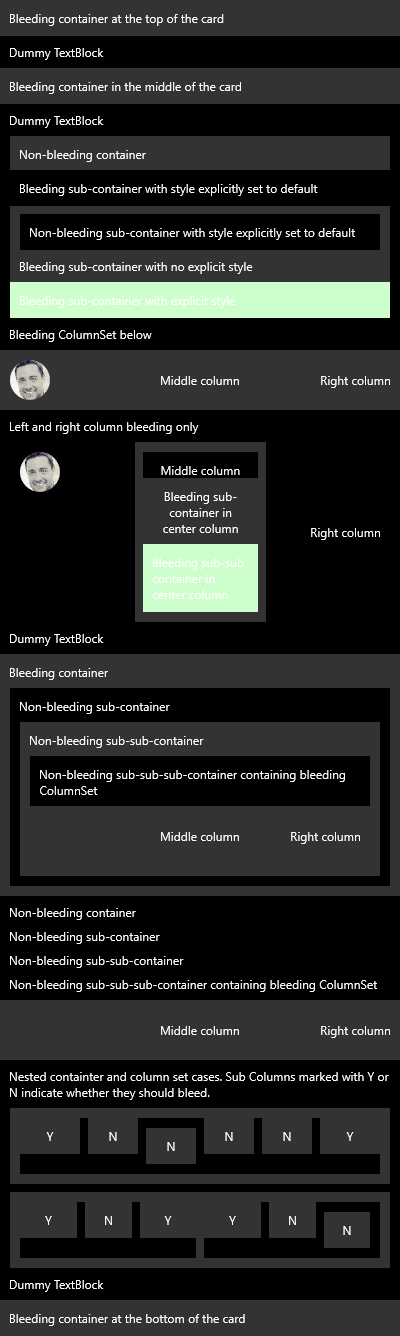 Bleeding container at the top of the card
Dummy TextBlock
Bleeding container in the middle of the card
Dummy TextBlock
Non-bleeding container
Bleeding sub-container with style explicitly set to default
Non-bleeding sub-container with style explicitly set to default
Bleeding sub-container with no explicit style
Bleeding sub-container with explicit style
Bleeding ColumnSet below
Middle column Right column
Left and right column bleeding only
Middle column
Bleeding sub-
container in
center column
Right column
Bleeding sub-sub
container in
center column
Dummy TextBlock
Bleeding container
Non-bleeding sub-container
Non-bleeding sub-sub-container
Non-bleeding sub-sub-sub-container containing bleeding
ColumnSet
Middle column Right column
Non-bleeding container
Non-bleeding sub-container
Non-bleeding sub-sub-container
Non-bleeding sub-sub-sub-container containing bleeding ColumnSet
Middle column Right column
Nested containter and column set cases. Sub Columns marked with Y or
N indicate whether they should bleed.
Y N N N N Y
Y N Y Y N N
Dummy TextBlock
Bleeding container at the bottom of the card